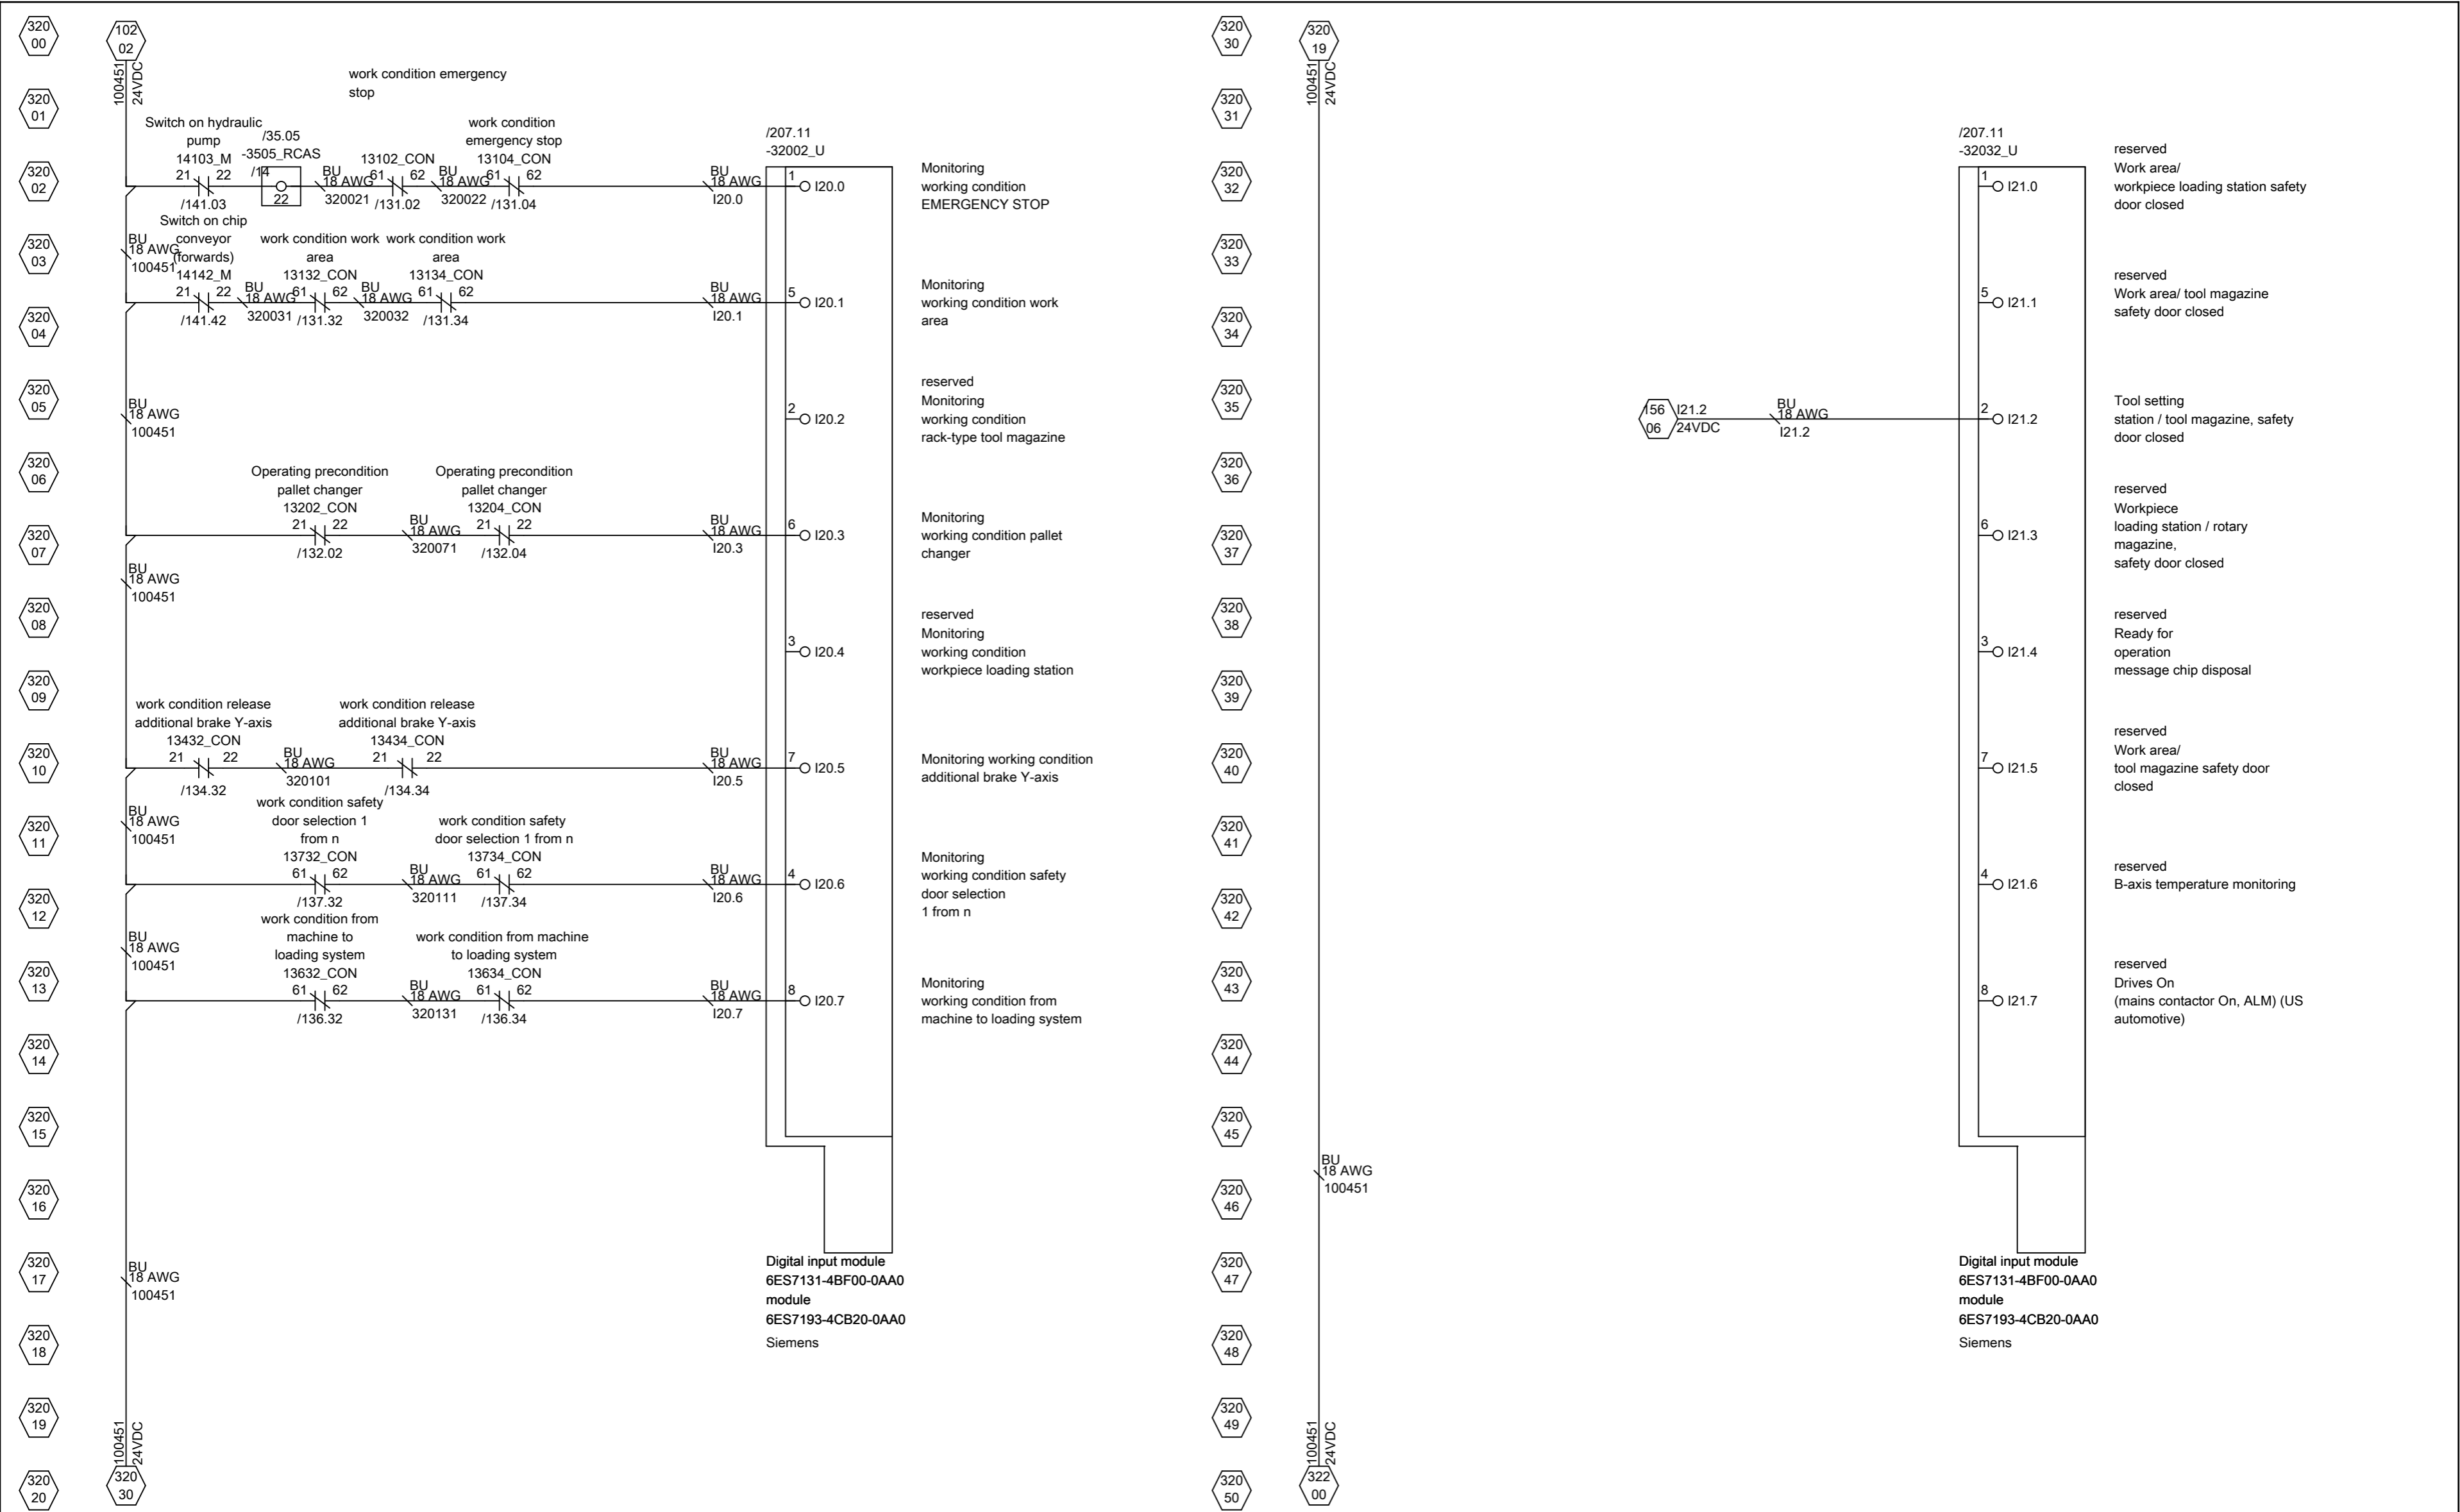 320
00
102
02
100451
24VDC
work condition emergency
stop
320
01
Switch on hydraulic
pump
14103_M
/35.05
-3505_RCAS
/14
work condition
emergency stop
13102_CON
13104_CON
/207.11
-32002_U
320
02
21
22
22
BU
18 AWG
320021
61
62
BU
18 AWG
320022
61
62
BU
18 AWG
I20.0
1
I20.0
Monitoring
working condition
EMERGENCY STOP
/141.03
/131.02
/131.04
320
03
BU
18 AWG
100451
Switch on chip
conveyor
(forwards)
14142_M
work condition work
area
13132_CON
work condition work
area
13134_CON
21
22
BU
18 AWG
320031
61
62
BU
18 AWG
320032
61
62
BU
18 AWG
I20.1
5
I20.1
Monitoring
working condition work
area
/141.42
/131.32
/131.34
320
04
320
05
BU
18 AWG
100451
2
I20.2
reserved
Monitoring
working condition
rack-type tool magazine
320
06
Operating precondition
pallet changer
13202_CON
Operating precondition
pallet changer
13204_CON
21
22
BU
18 AWG
320071
21
22
BU
18 AWG
I20.3
6
I20.3
Monitoring
working condition pallet
changer
/132.02
/132.04
320
07
BU
18 AWG
100451
320
08
3
I20.4
reserved
Monitoring
working condition
workpiece loading station
320
09
work condition release
additional brake Y-axis
13432_CON
work condition release
additional brake Y-axis
13434_CON
320
10
21
22
BU
18 AWG
320101
21
22
BU
18 AWG
I20.5
7
I20.5
Monitoring working condition
additional brake Y-axis
/134.32
/134.34
320
11
BU
18 AWG
100451
work condition safety
door selection 1
from n
13732_CON
work condition safety
door selection 1 from n
13734_CON
61
62
BU
18 AWG
320111
61
62
BU
18 AWG
I20.6
4
I20.6
Monitoring
working condition safety
door selection
1 from n
/137.32
/137.34
320
12
BU
18 AWG
100451
work condition from
machine to
loading system
13632_CON
work condition from machine
to loading system
13634_CON
320
13
61
62
BU
18 AWG
320131
61
62
BU
18 AWG
I20.7
8
I20.7
Monitoring
working condition from
machine to loading system
/136.32
/136.34
320
14
320
15
320
16
320
17
BU
18 AWG
100451
Digital input module
6ES7131-4BF00-0AA0
module
6ES7193-4CB20-0AA0
Siemens
320
18
320
19
100451
24VDC
320
20
320
30
320
30
320
19
100451
24VDC
320
31
/207.11
-32032_U
320
32
1
I21.0
reserved
Work area/
workpiece loading station safety
door closed
320
33
5
I21.1
reserved
Work area/ tool magazine
safety door closed
320
34
320
35
156
06
I21.2
24VDC
BU
18 AWG
I21.2
2
I21.2
Tool setting
station / tool magazine, safety
door closed
320
36
320
37
6
I21.3
reserved
Workpiece
loading station / rotary
magazine,
safety door closed
320
38
3
I21.4
reserved
Ready for
operation
message chip disposal
320
39
320
40
7
I21.5
reserved
Work area/
tool magazine safety door
closed
320
41
4
I21.6
reserved
B-axis temperature monitoring
320
42
320
43
8
I21.7
reserved
Drives On
(mains contactor On, ALM) (US
automotive)
320
44
320
45
BU
18 AWG
100451
320
46
320
47
Digital input module
6ES7131-4BF00-0AA0
module
6ES7193-4CB20-0AA0
Siemens
320
48
320
49
100451
24VDC
320
50
322
00